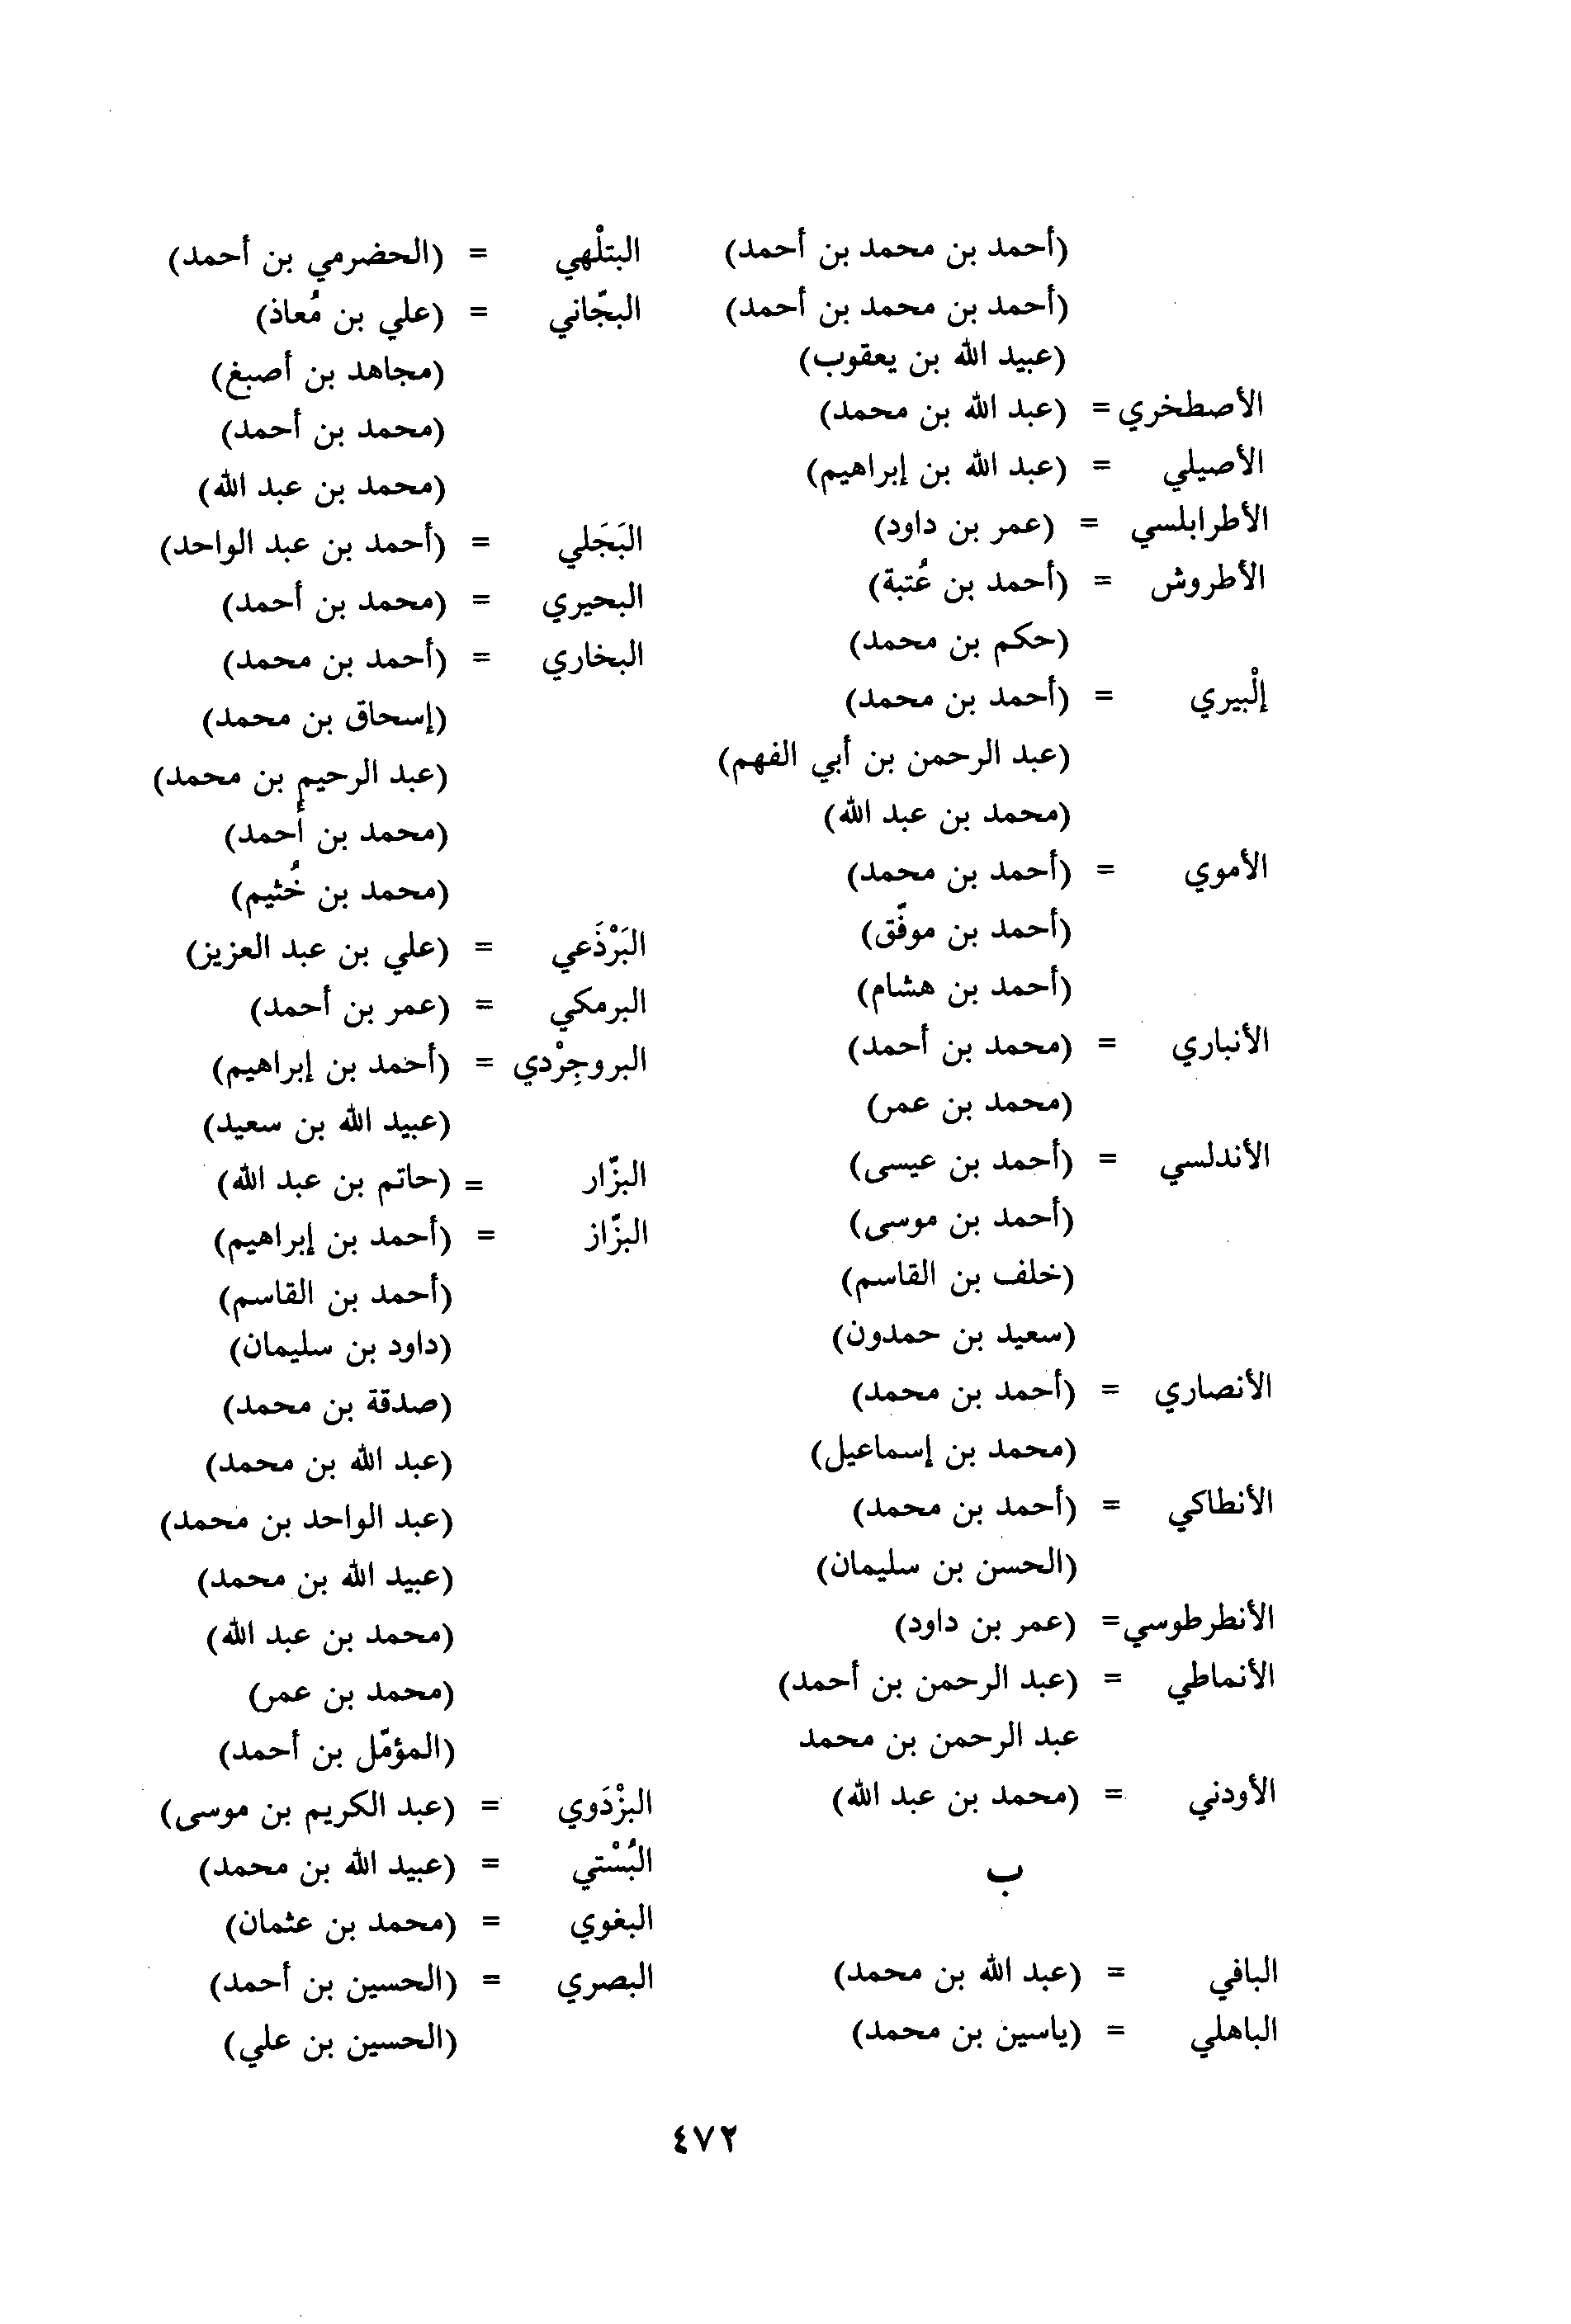 (أحمد بن محمد بن أحمد)
(أحمد بن محمد بن أحمد)
(عبيد الله بن يعقوب)
الأصطخري = (عبد الله بن محمد)
الأصيلي = (عبد الله بن إبراهيم)
الأطرابلسي = (عمر بن داود)
الأطروش = (أحمد بن عُتبة)
(حكم بن محمد)
إلْبيري = (أحمد بن محمد)
(عبد الرحمن بن أبي الفهم)
(محمد بن عبد الله)
الأموي = (أحمد بن محمد)
(أحمد بن موفّق)
(أحمد بن هشام)
الأنباري = (محمد بن أحمد)
(محمد بن عمر)
الأندلسي = (أحمد بن عيسى)
(أحمد بن موسى)
(خلف بن القاسم)
(سعيد بن حمدون)
الأنصاري = (أحمد بن محمد)
(محمد بن إسماعيل)
الأنطاكي = (أحمد بن محمد)
(الحسن بن سليمان)
الأنطرطوسي = (عمر بن داود)
الأنماطي = (عبد الرحمن بن أحمد)
عبد الرحمن بن محمد
الأودني = (محمد بن عبد الله)
ب
البافي = (عبد الله بن محمد)
الباهلي = (ياسين بن محمد)
البتلْهي = (الحضرمي بن أحمد)
البجّاني = (علي بن مُعاذ)
(مجاهد بن أصبغ)
(محمد بن أحمد)
(محمد بن عبد الله)
البَجَلي = (أحمد بن عبد الواحد)
البحيري = (محمد بن أحمد)
البخاري = (أحمد بن محمد)
(إسحاق بن محمد)
(عبد الرحيم بن محمد)
(محمد بن أحمد)
(محمد بن خُثيم)
البَرْذَعي = (علي بن عبد العزيز)
البرمكي = (عمر بن أحمد)
البروجِرْدي = (أحمد بن إبراهيم)
(عبيد الله بن سعيد)
البزّار = (حاتم بن عبد الله)
البزّاز = (أحمد بن إبراهيم)
(أحمد بن القاسم)
(داود بن سليمان)
(صدقة بن محمد)
(عبد الله بن محمد)
(عبد الواحد بن محمد)
(عبيد الله بن محمد)
(محمد بن عبد الله)
(محمد بن عمر)
(المؤمّل بن أحمد)
البزْدَوي = (عبد الكريم بن موسى)
البُسْتي = (عبيد الله بن محمد)
البغوي = (محمد بن عثمان)
البصري = (الحسين بن أحمد)
(الحسين بن علي)
٤٧٢